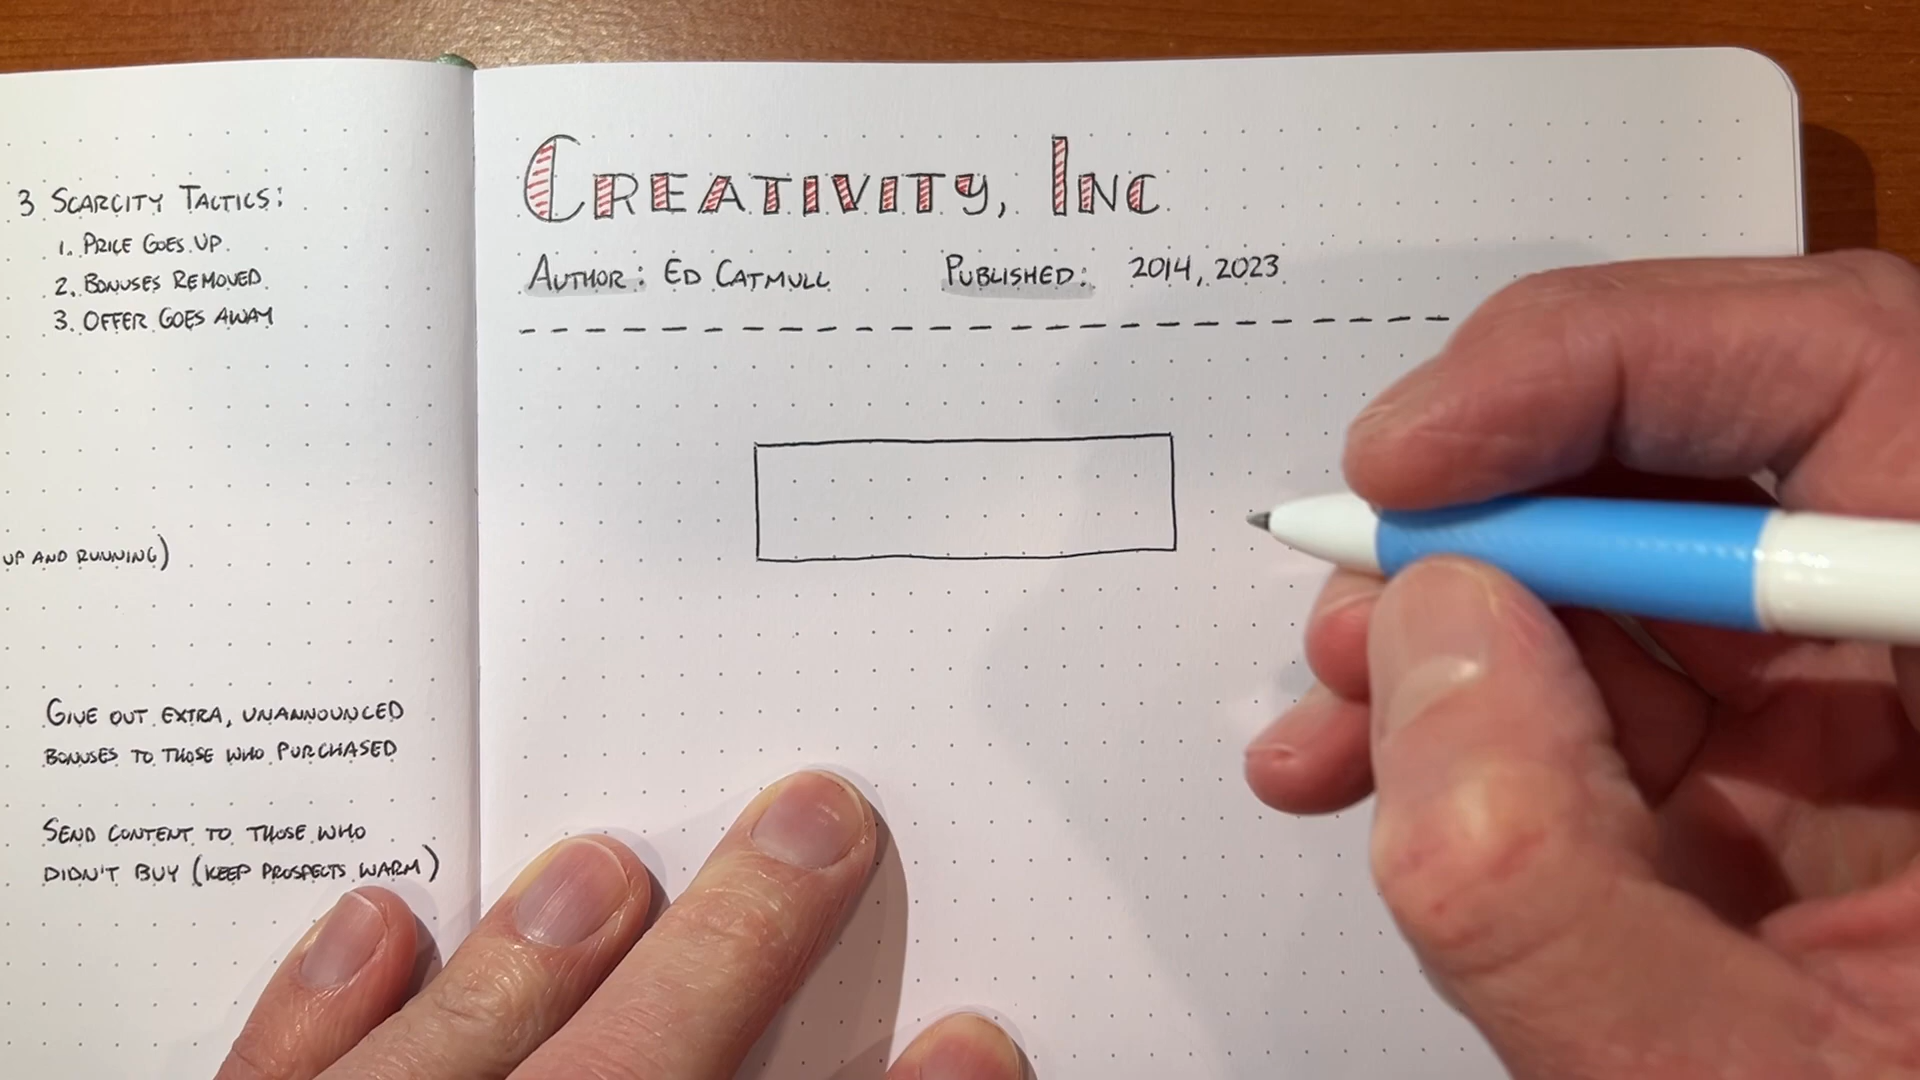 3 SCARCITY TACTICS:
1. PRICE GOES UP
2. BONUSES REMOVED
3. OFFER GOES AWAY
UP AND RUNNING)
GIVE OUT EXTRA, UNANNOUNCED
BONUSES TO THOSE WHO PURCHASED
SEND CONTENT TO THOSE WHO
DIDN'T BUY (KEEP PROSPECTS WARM)
CREATIVITY, INC
AUTHOR: ED CATMULL PUBLISHED: 2014, 2023